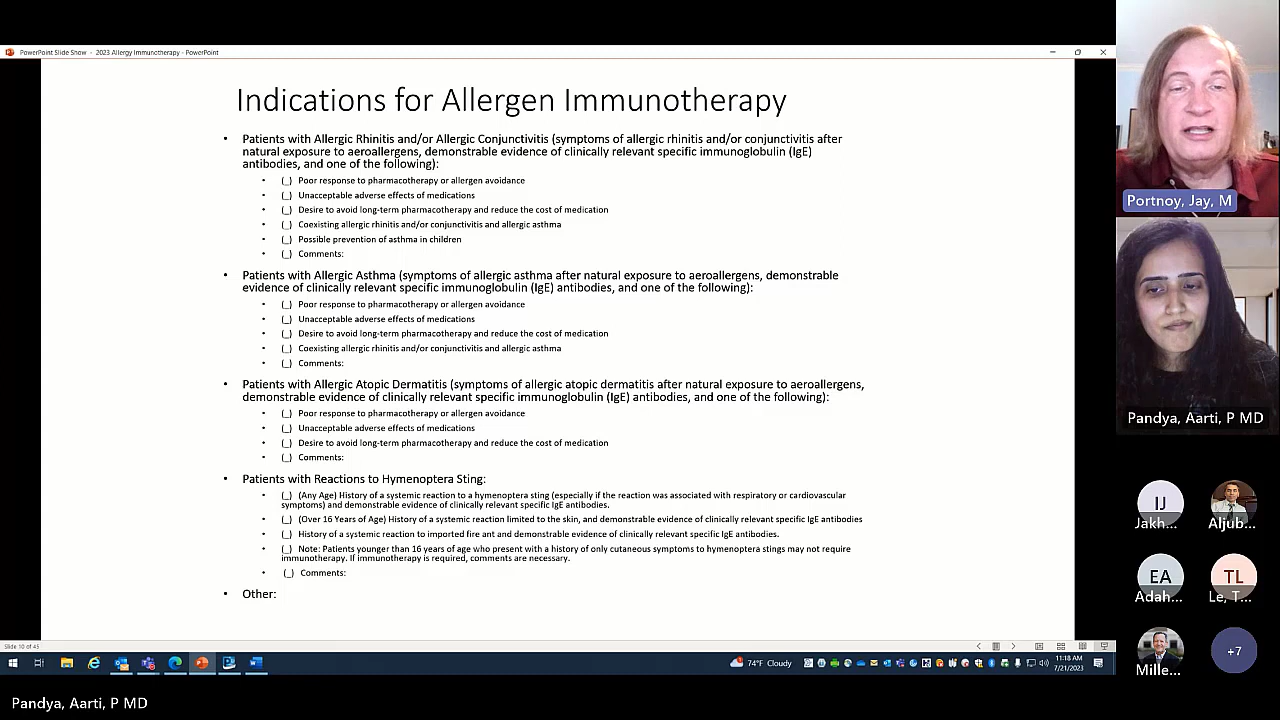 PowerPoint Slide Show - 2023 Allergy Immunotherapy - PowerPoint
Indications for Allergen Immunotherapy
• Patients with Allergic Rhinitis and/or Allergic Conjunctivitis (symptoms of allergic rhinitis and/or conjunctivitis after
natural exposure to aeroallergens, demonstrable evidence of clinically relevant specific immunoglobulin (IgE)
antibodies, and one of the following):
• (_) Poor response to pharmacotherapy or allergen avoidance
• (_) Unacceptable adverse effects of medications
• (_) Desire to avoid long-term pharmacotherapy and reduce the cost of medication
• (_) Coexisting allergic rhinitis and/or conjunctivitis and allergic asthma
• (_) Possible prevention of asthma in children
• (_) Comments:
• Patients with Allergic Asthma (symptoms of allergic asthma after natural exposure to aeroallergens, demonstrable
evidence of clinically relevant specific immunoglobulin (IgE) antibodies, and one of the following):
• (_) Poor response to pharmacotherapy or allergen avoidance
• (_) Unacceptable adverse effects of medications
• (_) Desire to avoid long-term pharmacotherapy and reduce the cost of medication
• (_) Coexisting allergic rhinitis and/or conjunctivitis and allergic asthma
• (_) Comments:
• Patients with Allergic Atopic Dermatitis (symptoms of allergic atopic dermatitis after natural exposure to aeroallergens,
demonstrable evidence of clinically relevant specific immunoglobulin (IgE) antibodies, and one of the following):
• (_) Poor response to pharmacotherapy or allergen avoidance
• (_) Unacceptable adverse effects of medications
• (_) Desire to avoid long-term pharmacotherapy and reduce the cost of medication
• (_) Comments:
• Patients with Reactions to Hymenoptera Sting:
• (_) (Any Age) History of a systemic reaction to a hymenoptera sting (especially if the reaction was associated with respiratory or cardiovascular
symptoms) and demonstrable evidence of clinically relevant specific IgE antibodies.
• (_) (Over 16 Years of Age) History of a systemic reaction limited to the skin, and demonstrable evidence of clinically relevant specific IgE antibodies
• (_) History of a systemic reaction to imported fire ant and demonstrable evidence of clinically relevant specific IgE antibodies.
• (_) Note: Patients younger than 16 years of age who present with a history of only cutaneous symptoms to hymenoptera stings may not require
immunotherapy. If immunotherapy is required, comments are necessary.
• (_) Comments:
• Other:
Slide 10 of 45
74°F Cloudy
11:18 AM
7/21/2023
Portnoy, Jay, M
Pandya, Aarti, P MD
IJ
Jakh...
Aljub...
EA
Adah...
TL
Le, T...
Mille...
+7
Pandya, Aarti, P MD